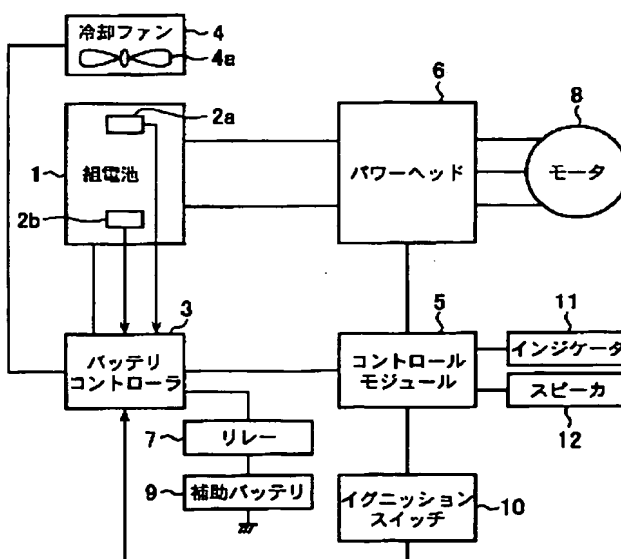 冷却ファン
4
4a
6
8
2a
1
組電池
パワーヘッド
モータ
2b
3
5
11
バッテリ
コントローラ
コントロール
モジュール
インジケータ
スピーカ
12
7
リレー
9
補助バッテリ
イグニッション
スイッチ
10